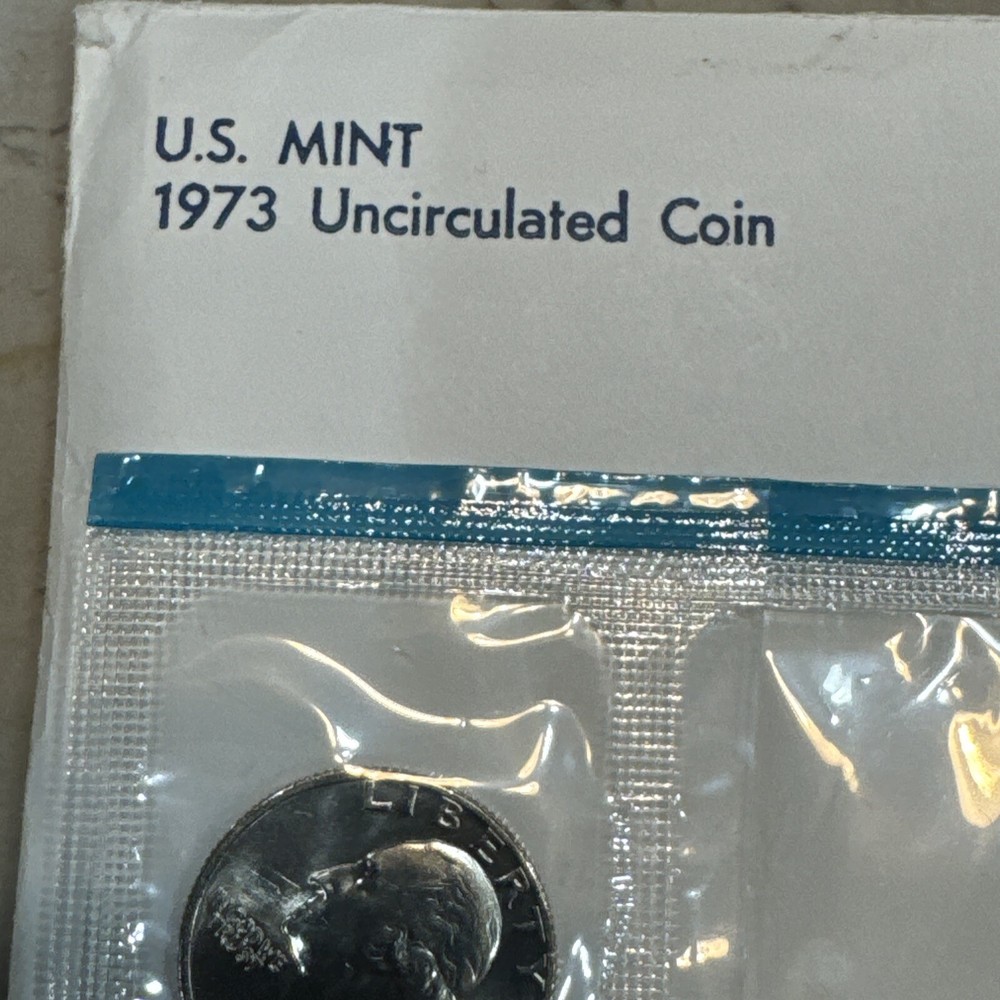 U.S. MINT
1973 Uncirculated Coin
LIBERTY